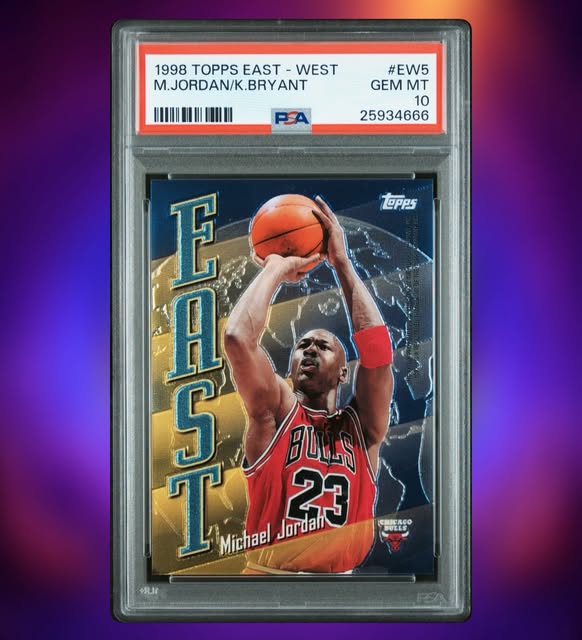 1998 TOPPS EAST - WEST #EW5
M.JORDAN/K.BRYANT GEM MT
10
PSA 25934666
Topps
EAST
BULLS
23
Michael Jordan
CHICAGO
BULLS
PSA